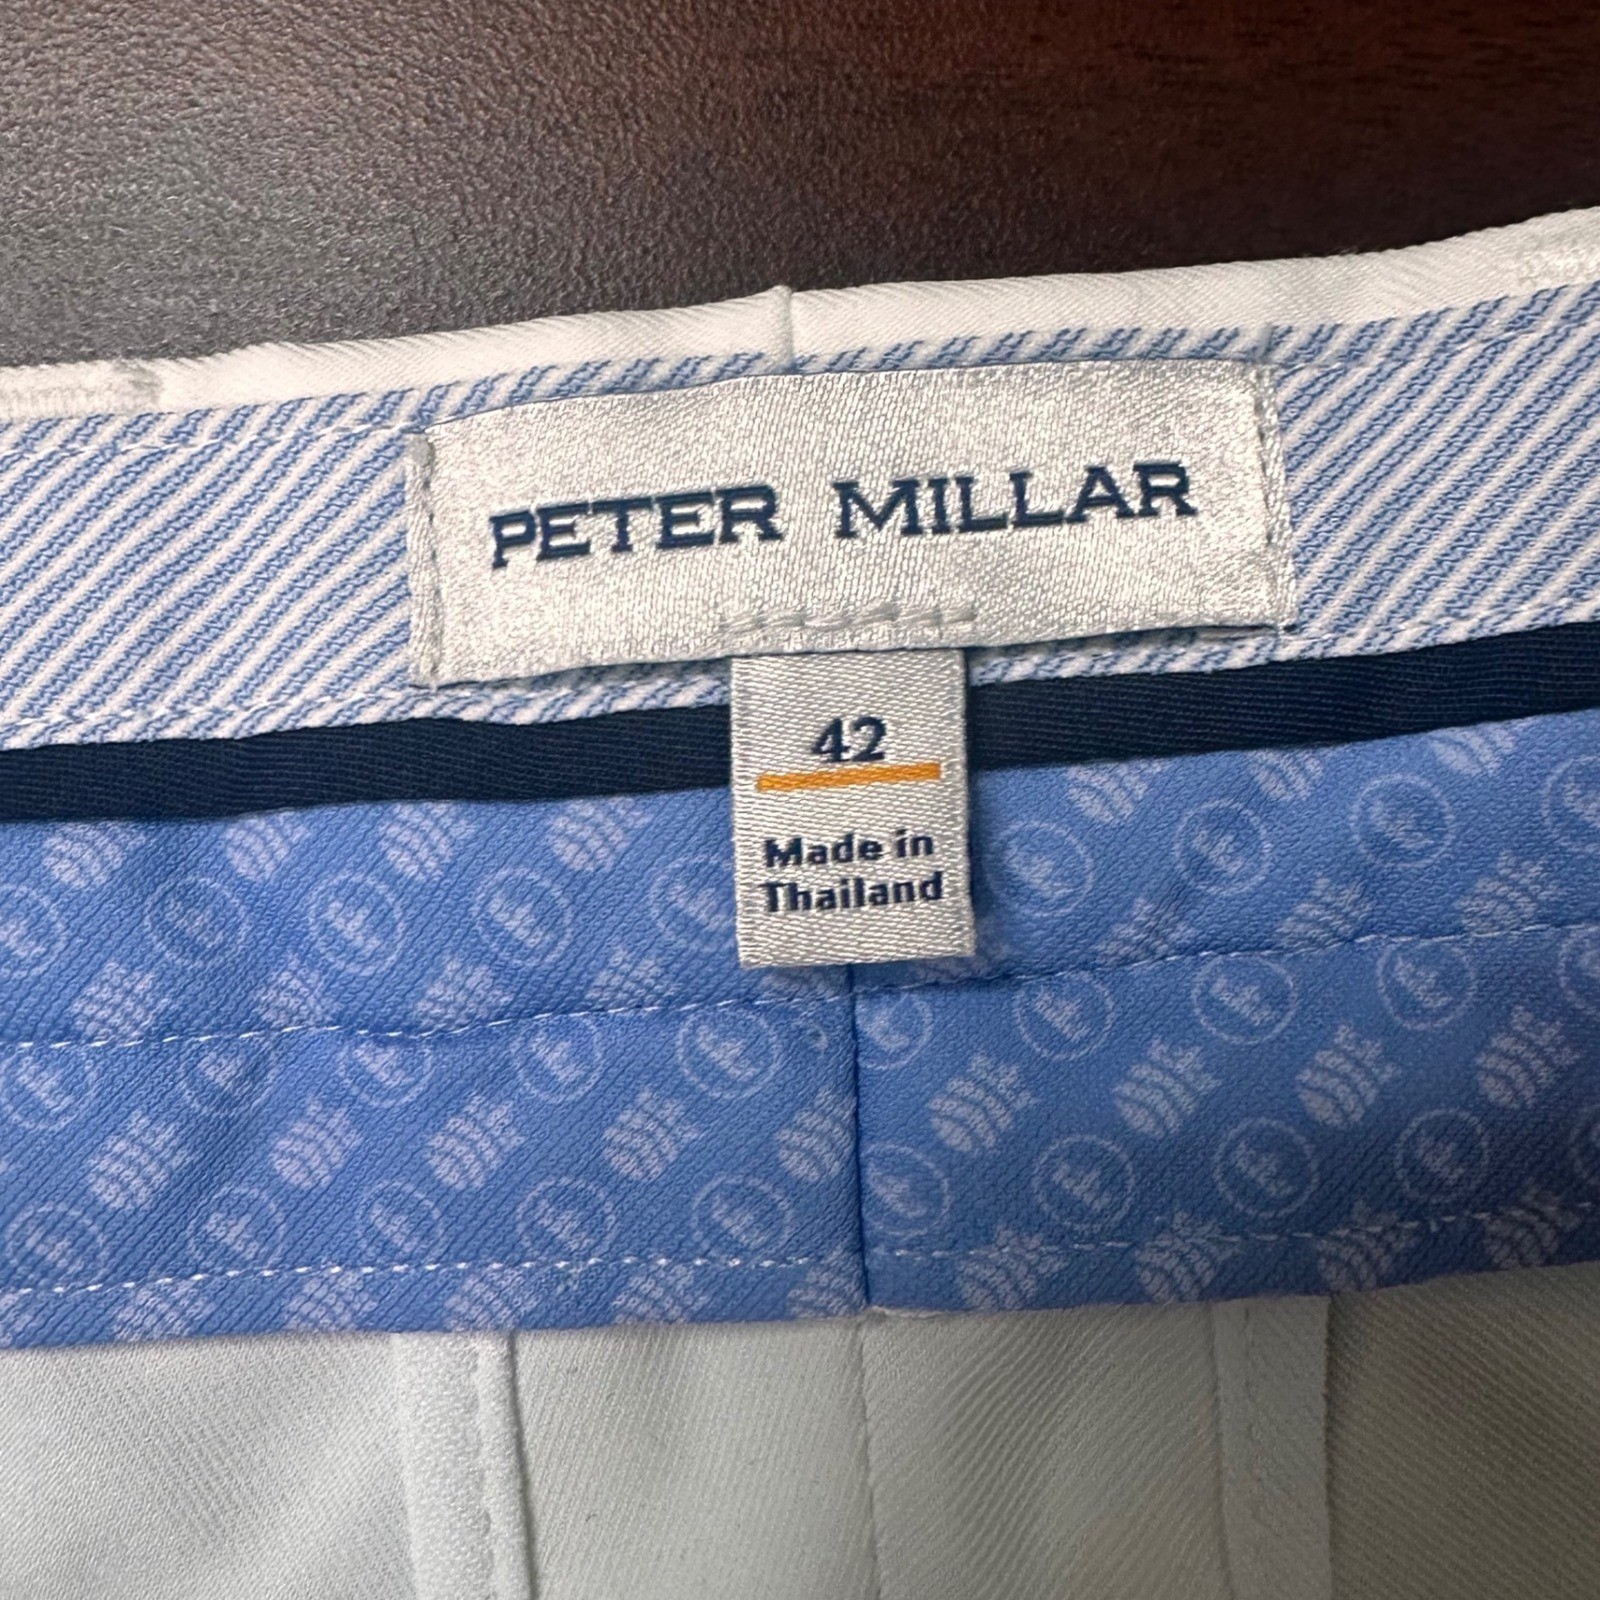 PETER MILLAR
42
Made in
Thailand